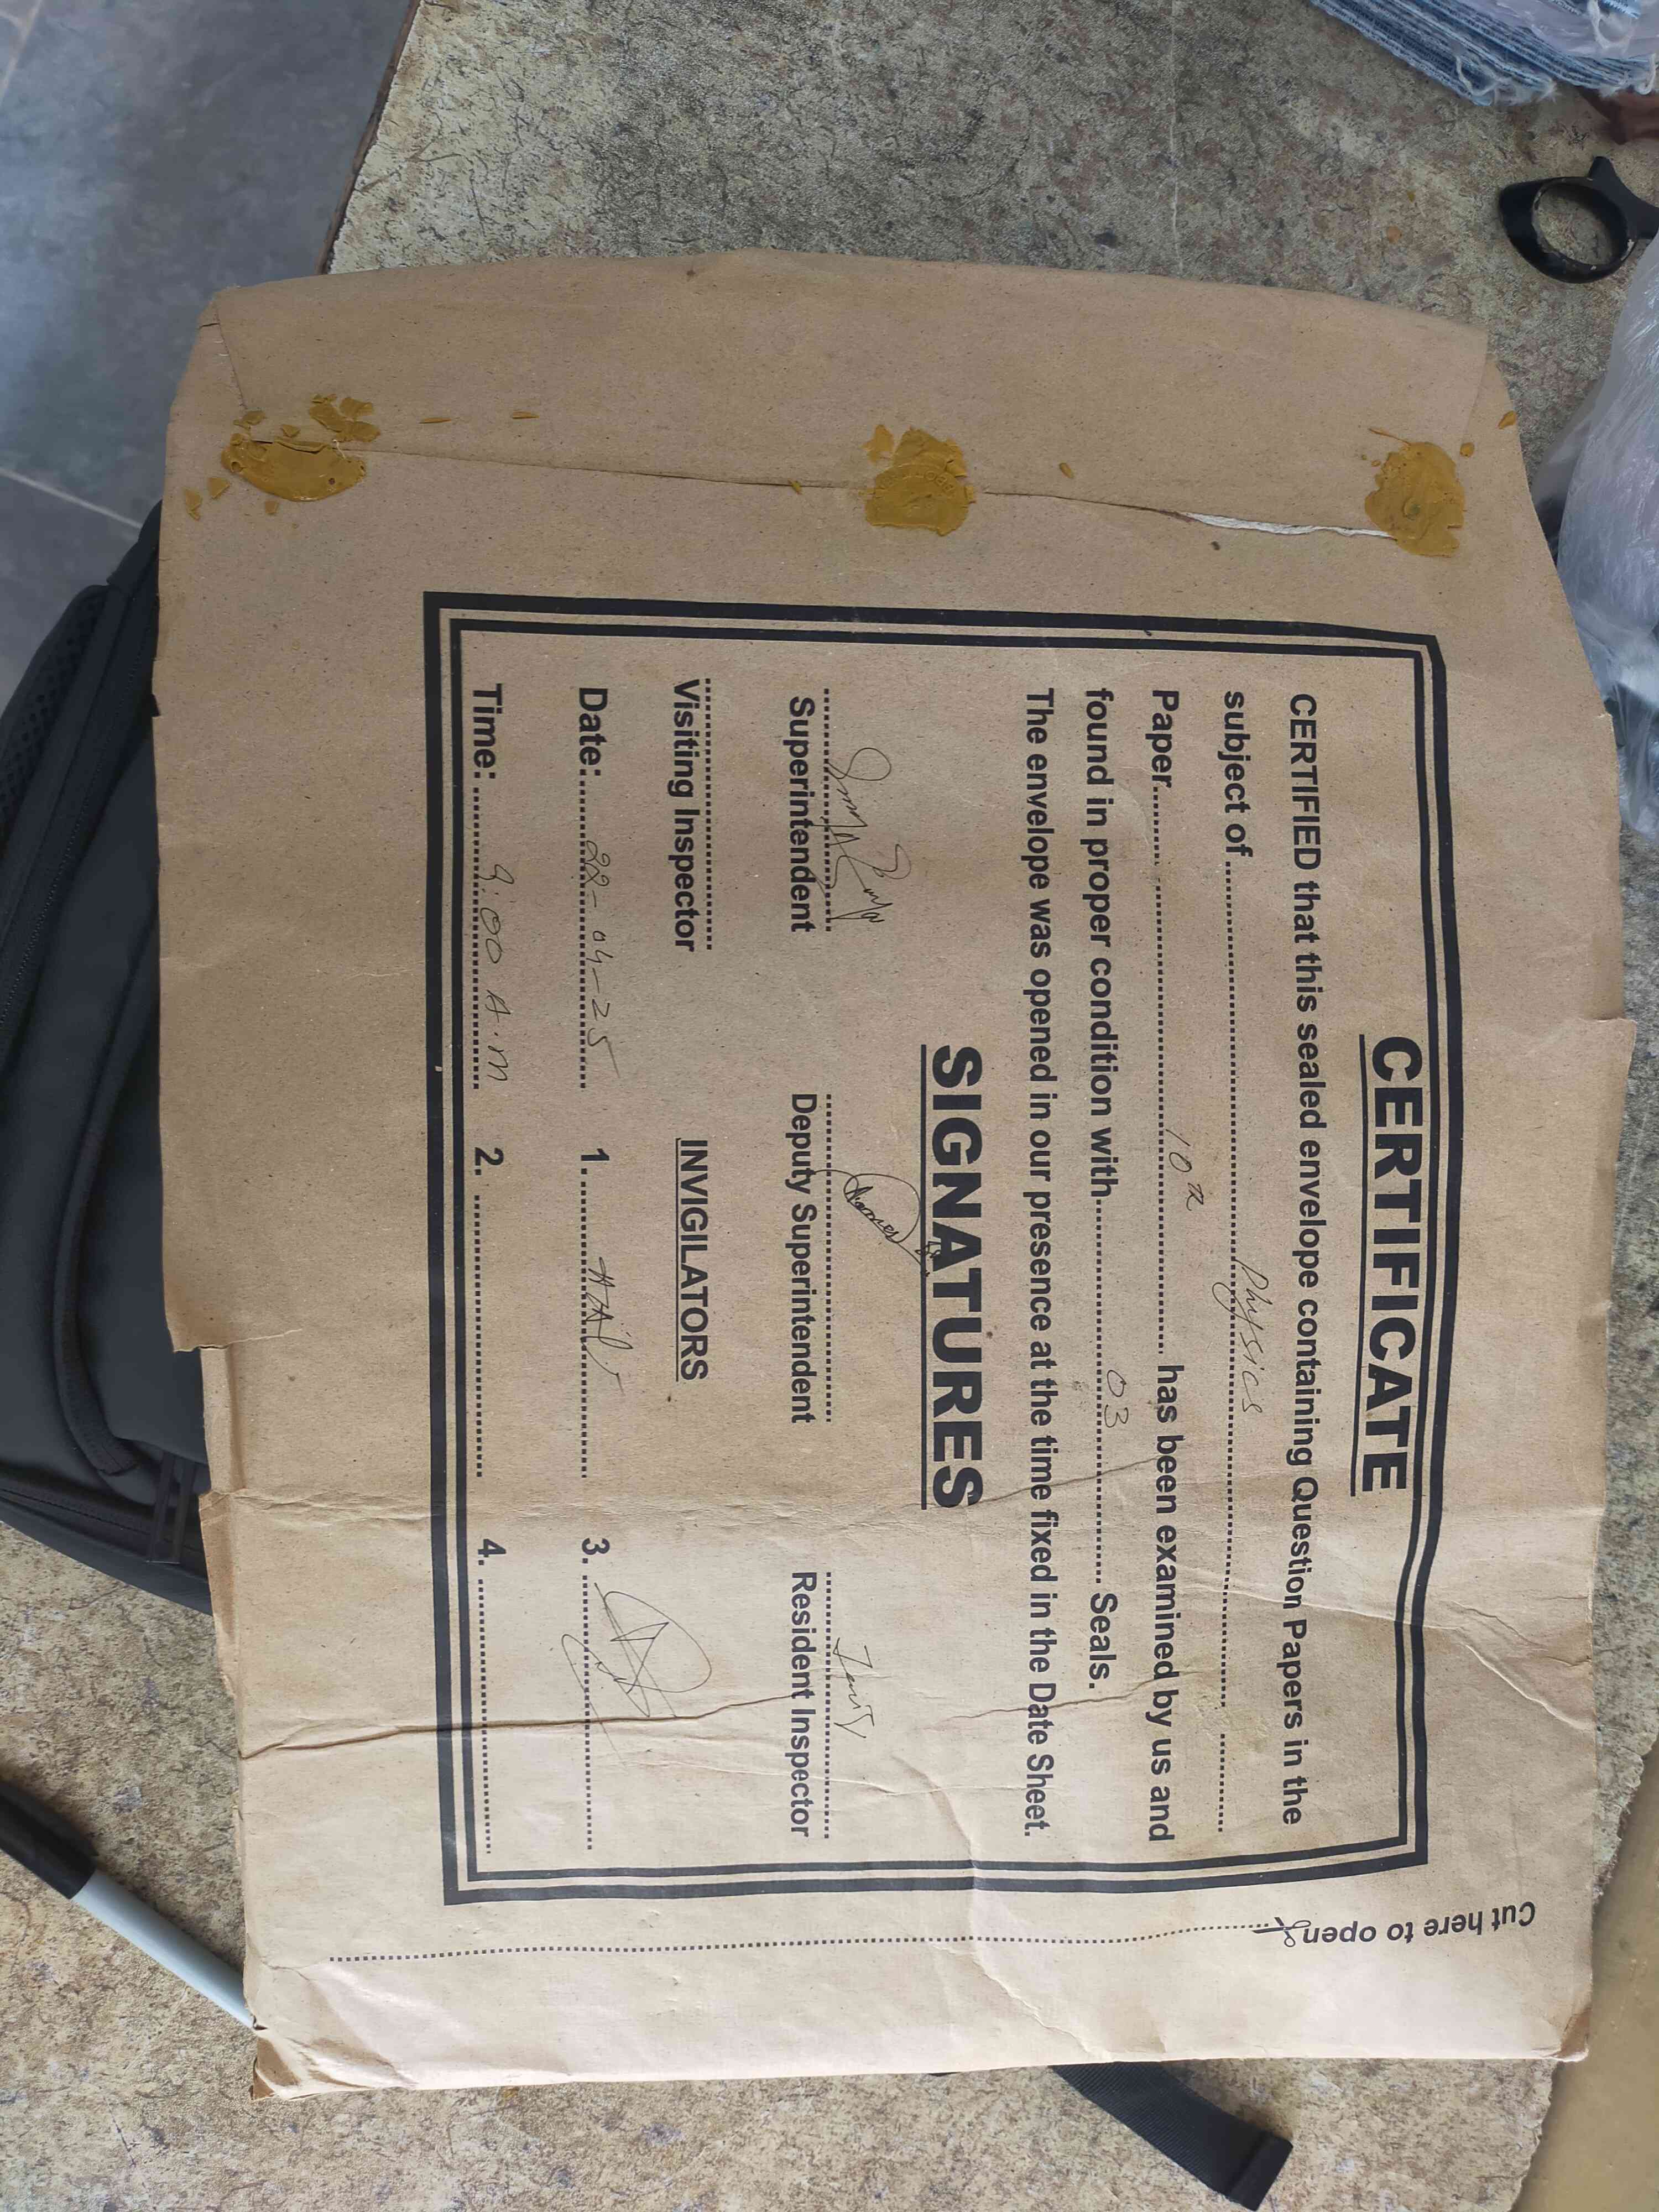 CERTIFICATE
CERTIFIED that this sealed envelope containing Question Papers in the
subject of Physics
Paper 10th has been examined by us and
found in proper condition with 03 Seals.
The envelope was opened in our presence at the time fixed in the Date Sheet.
SIGNATURES
Superintendent Deputy Superintendent Resident Inspector
Visiting Inspector INVIGILATORS
Date: 22-04-25 1. 3.
Time: 9:00 A.M 2. 4.
Cut here to open